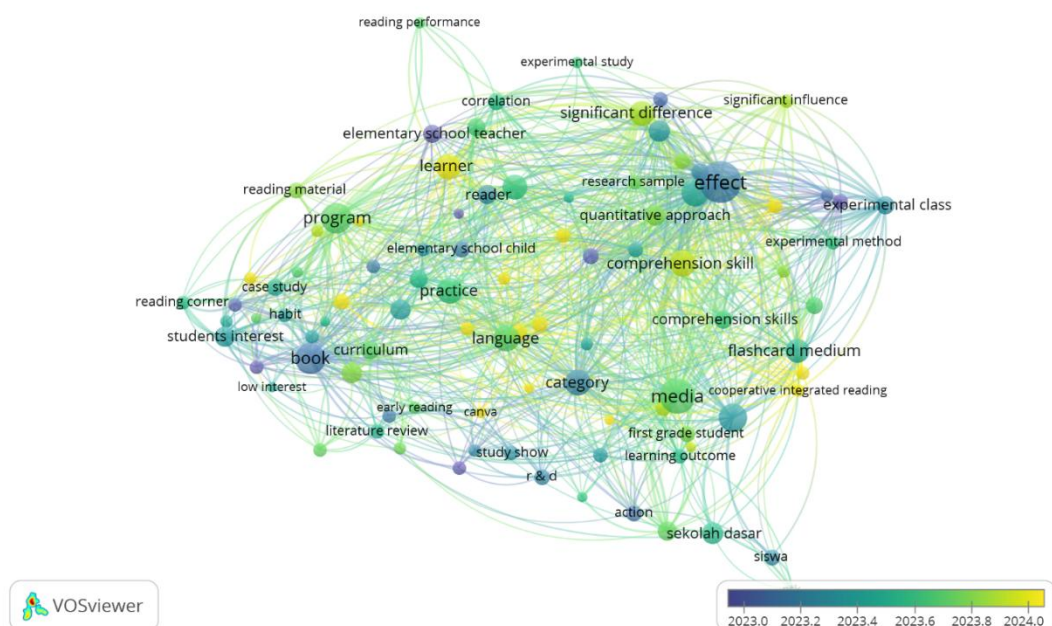 reading performance
experimental study
correlation
significant influence
significant difference
elementary school teacher
learner
research sample
effect
reading material
reader
program
quantitative approach
experimental class
elementary school child
experimental method
comprehension skill
case study
practice
reading corner
habit
comprehension skills
students interest
language
book
curriculum
flashcard medium
category
low interest
media
cooperative integrated reading
early reading
canva
literature review
first grade student
study show
learning outcome
r & d
action
sekolah dasar
siswa
VOSviewer
2023.0 2023.2 2023.4 2023.6 2023.8 2024.0